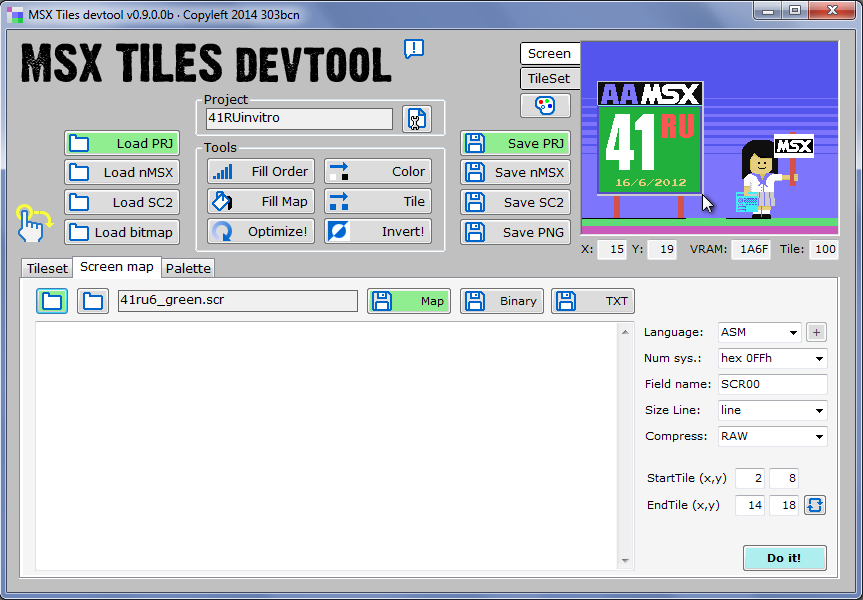 MSX Tiles devtool v0.9.0.0b · Copyleft 2014 303bcn
MSX TILES DEVTOOL
Screen
TileSet
Project
41RUinvitro
Load PRJ
Load nMSX
Load SC2
Load bitmap
Tools
Fill Order
Color
Fill Map
Tile
Optimize!
Invert!
Save PRJ
Save nMSX
Save SC2
Save PNG
AAMSX
41 RU
16/6/2012
MSX
X: 15 Y: 19 VRAM: 1A6F Tile: 100
Tileset Screen map Palette
41ru6_green.scr
Map
Binary
TXT
Language: ASM +
Num sys.: hex 0FFh
Field name: SCR00
Size Line: line
Compress: RAW
StartTile (x,y) 2 8
EndTile (x,y) 14 18
Do it!